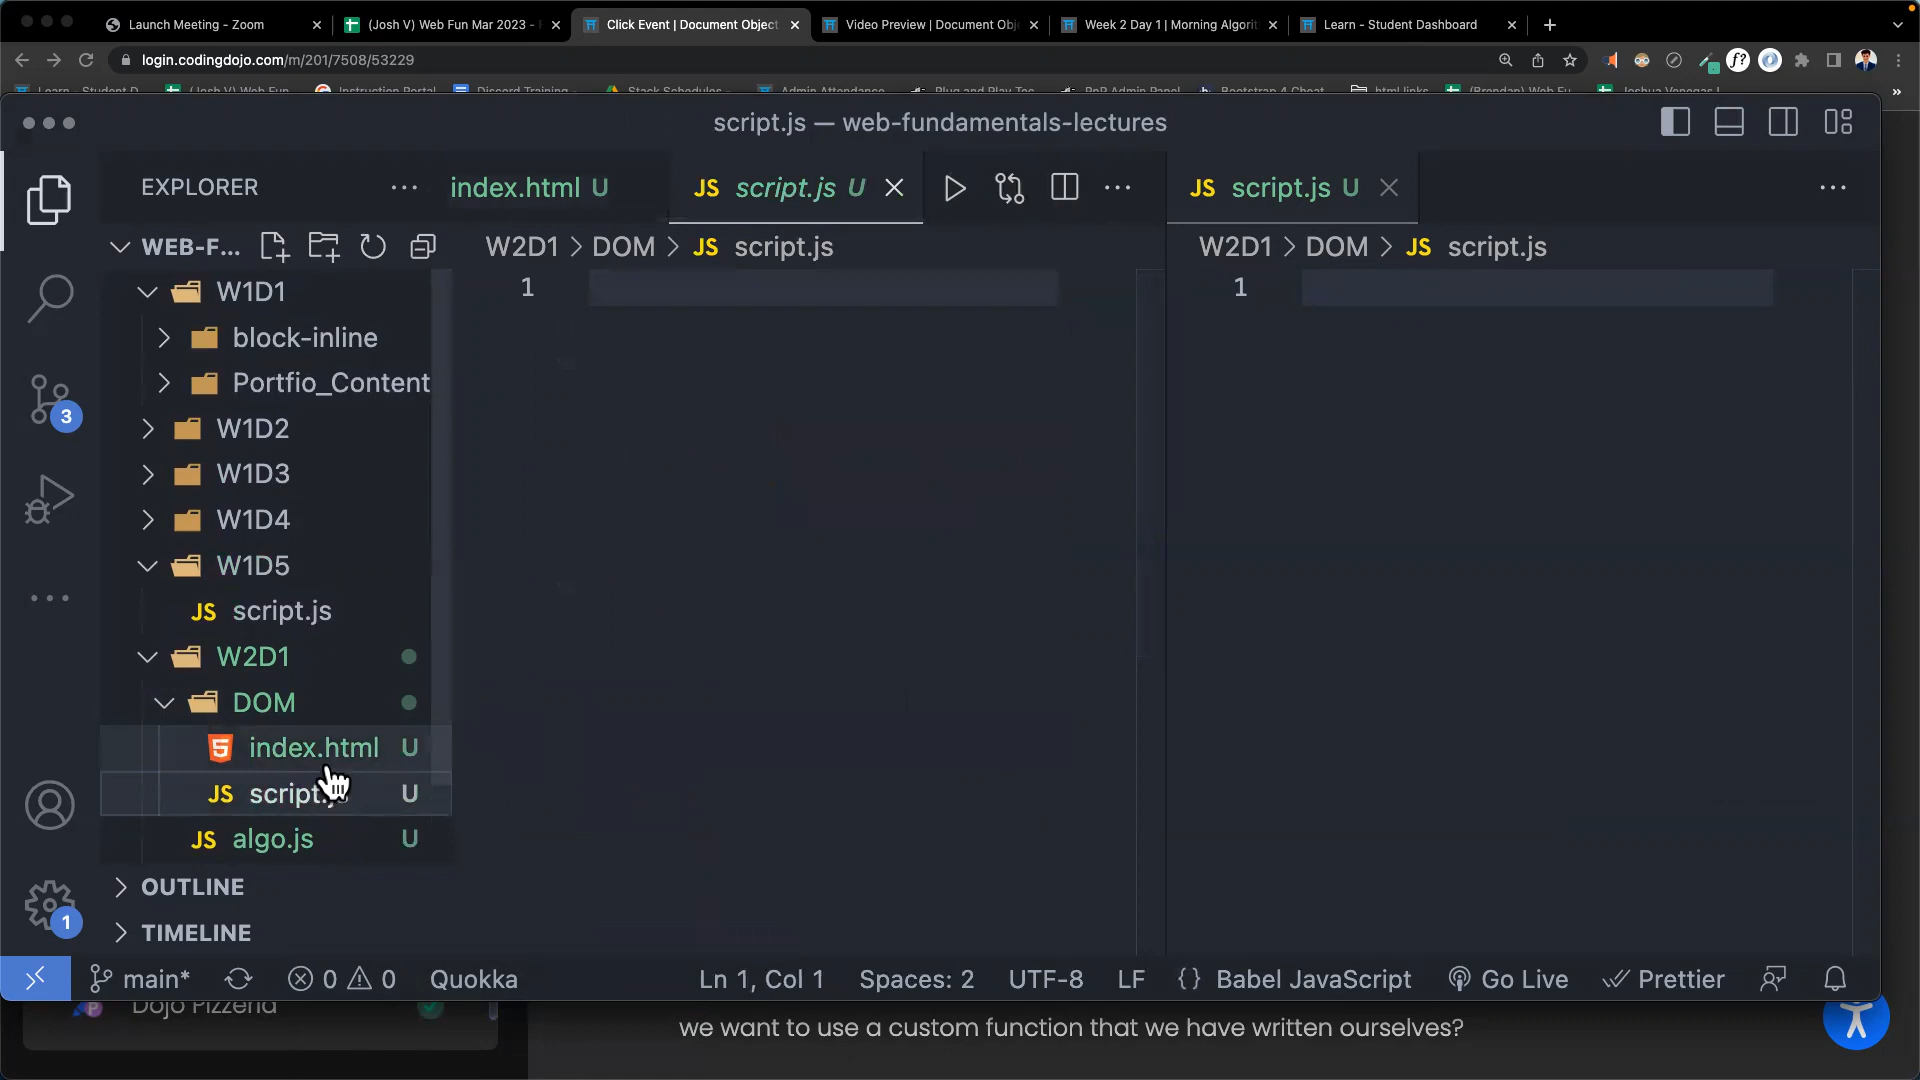 Launch Meeting - Zoom
(Josh V) Web Fun Mar 2023 -
Click Event | Document Object
Video Preview | Document Obj
Week 2 Day 1 | Morning Algorit
Learn - Student Dashboard
login.codingdojo.com/m/201/7508/53229
script.js — web-fundamentals-lectures
EXPLORER
index.html U
JS script.js U
JS script.js U
WEB-F...
W2D1 > DOM > JS script.js
W2D1 > DOM > JS script.js
1
1
W1D1
block-inline
Portfio_Content
W1D2
W1D3
W1D4
W1D5
JS script.js
W2D1
DOM
index.html U
JS script.js U
JS algo.js U
OUTLINE
TIMELINE
3
1
main* 0 0 Quokka Ln 1, Col 1 Spaces: 2 UTF-8 LF {} Babel JavaScript Go Live Prettier
Dojo Pizzeria
we want to use a custom function that we have written ourselves?